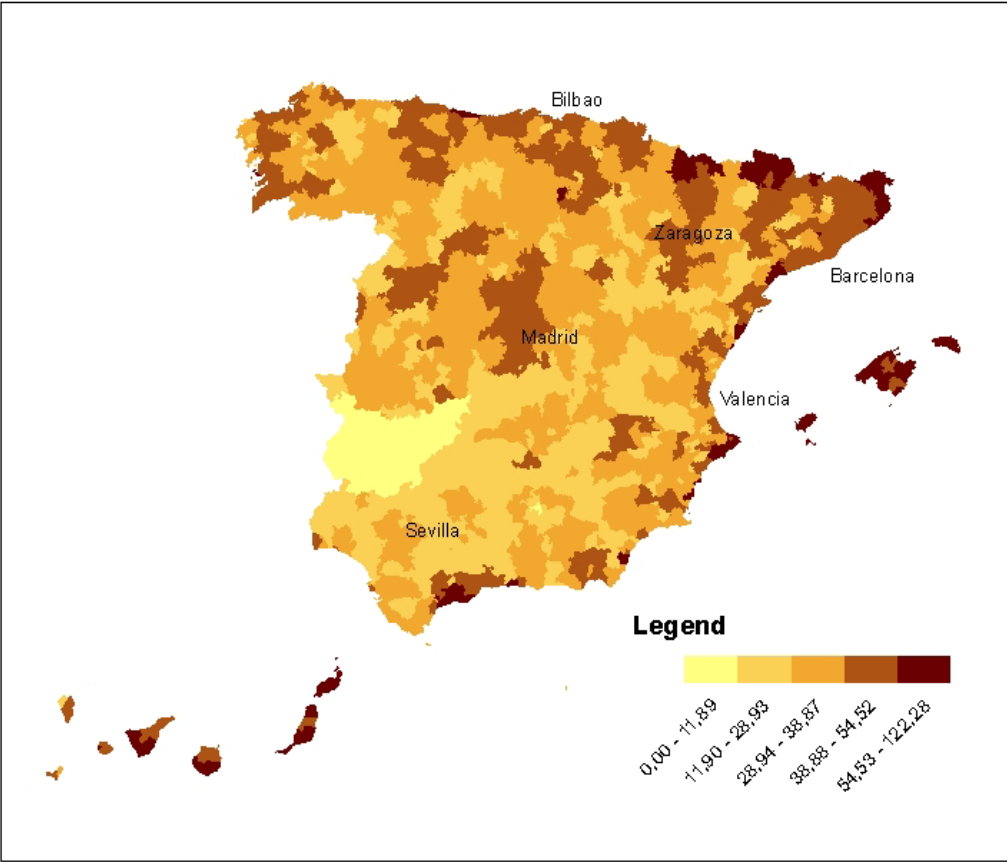 Bilbao
Zaragoza
Barcelona
Madrid
Valencia
Sevilla
Legend
0,00 - 11,89
11,90 - 28,93
28,94 - 38,87
38,88 - 54,52
54,53 - 122,28